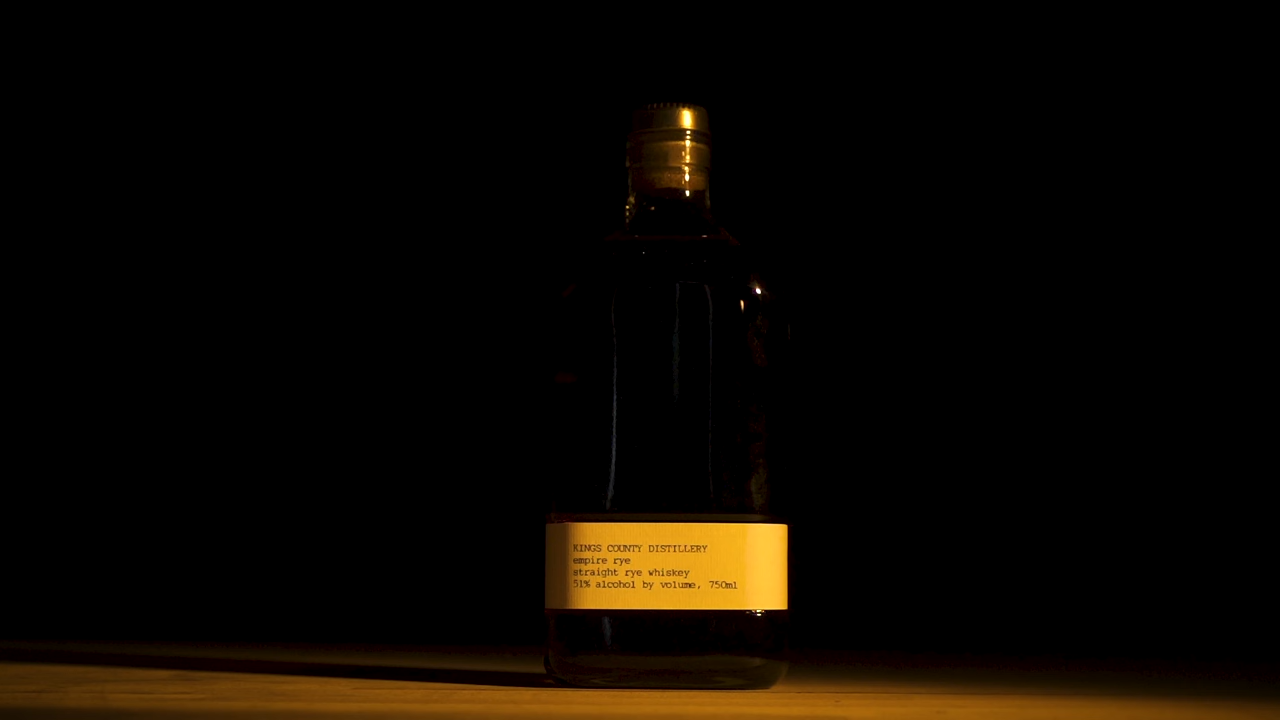 KINGS COUNTY DISTILLERY
empire rye
straight rye whiskey
51% alcohol by volume, 750ml